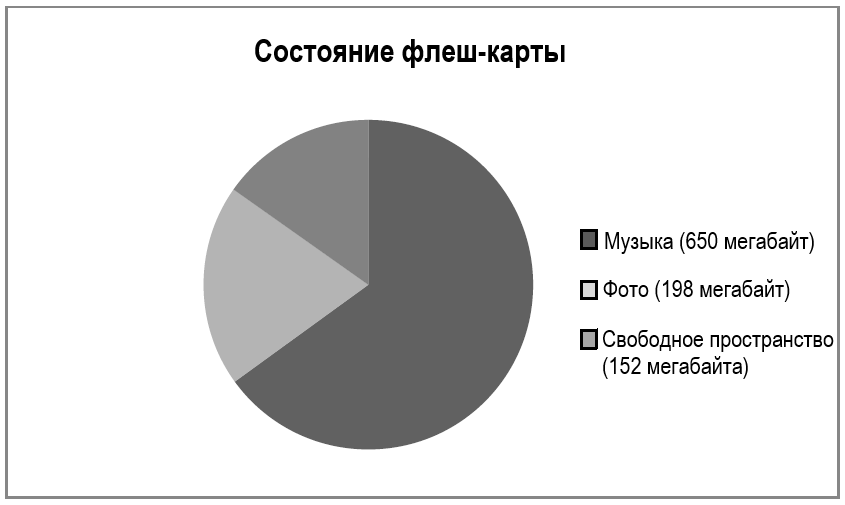 Состояние флеш-карты
Музыка (650 мегабайт)
Фото (198 мегабайт)
Свободное пространство
(152 мегабайта)